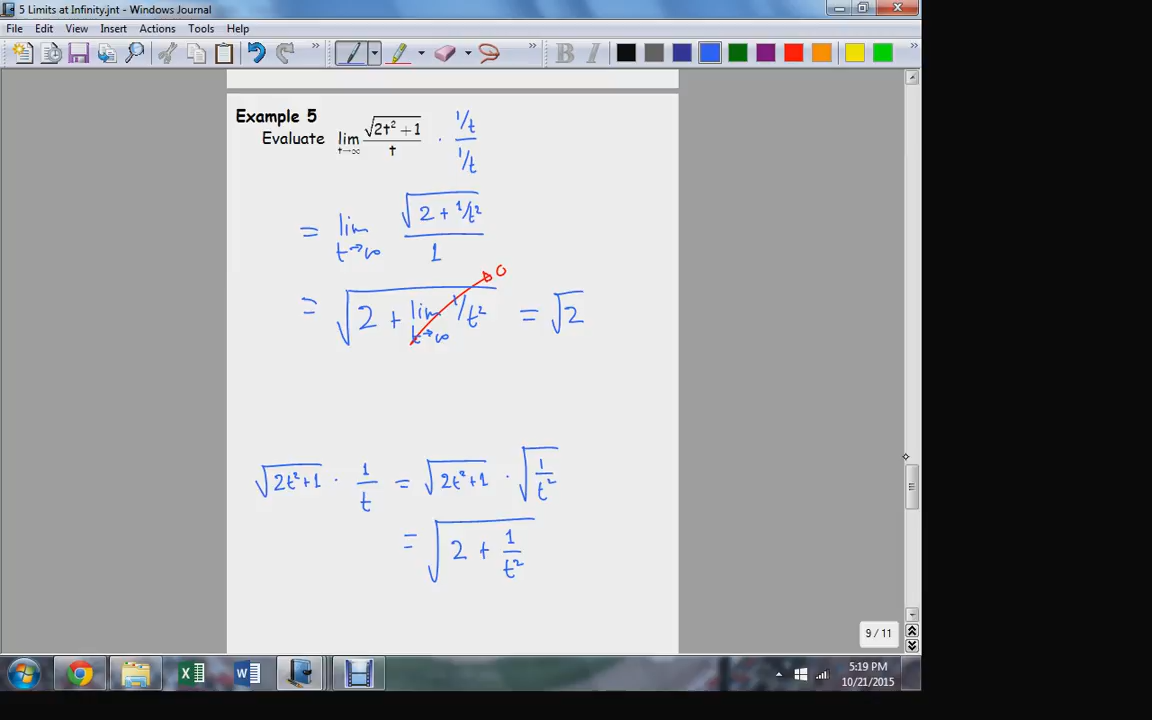 5 Limits at Infinity.jnt - Windows Journal
File Edit View Insert Actions Tools Help
» » B I »
Example 5
Evaluate lim t→∞ √(2t² + 1) / t · (1/t) / (1/t)
= lim t→∞ √(2 + 1/t²) / 1
= √(2 + lim t→∞ 1/t²) = √2
0
√(2t²+1) · 1/t = √(2t²+1) · √(1/t²)
= √(2 + 1/t²)
9 / 11
5:19 PM
10/21/2015